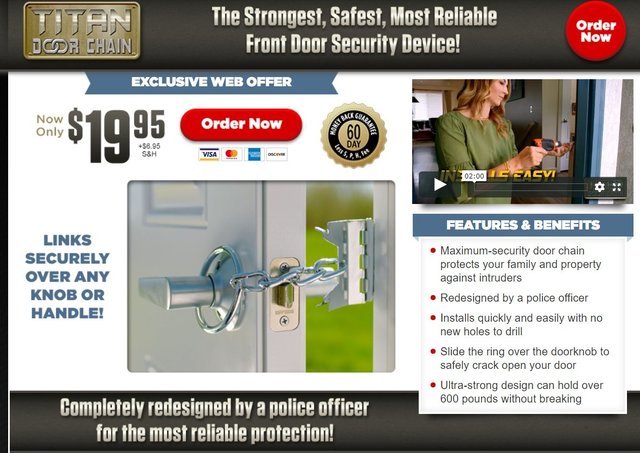 TITAN
DOOR CHAIN
The Strongest, Safest, Most Reliable
Front Door Security Device!
Order
Now
EXCLUSIVE WEB OFFER
Now
Only
$19.95
+$6.95
S&H
Order Now
VISA
DISCOVER
MONEY BACK GUARANTEE
60
DAY
02:00
FEATURES & BENEFITS
LINKS
SECURELY
OVER ANY
KNOB OR
HANDLE!
• Maximum-security door chain
protects your family and property
against intruders
• Redesigned by a police officer
• Installs quickly and easily with no
new holes to drill
• Slide the ring over the doorknob to
safely crack open your door
• Ultra-strong design can hold over
600 pounds without breaking
Completely redesigned by a police officer
for the most reliable protection!